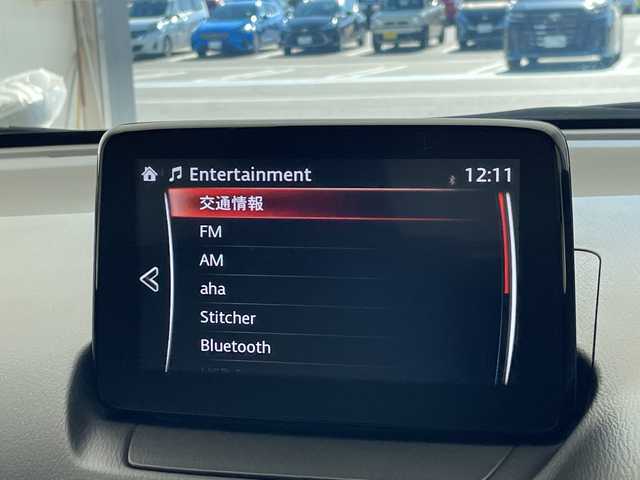 Entertainment 12:11
交通情報
FM
AM
aha
Stitcher
Bluetooth